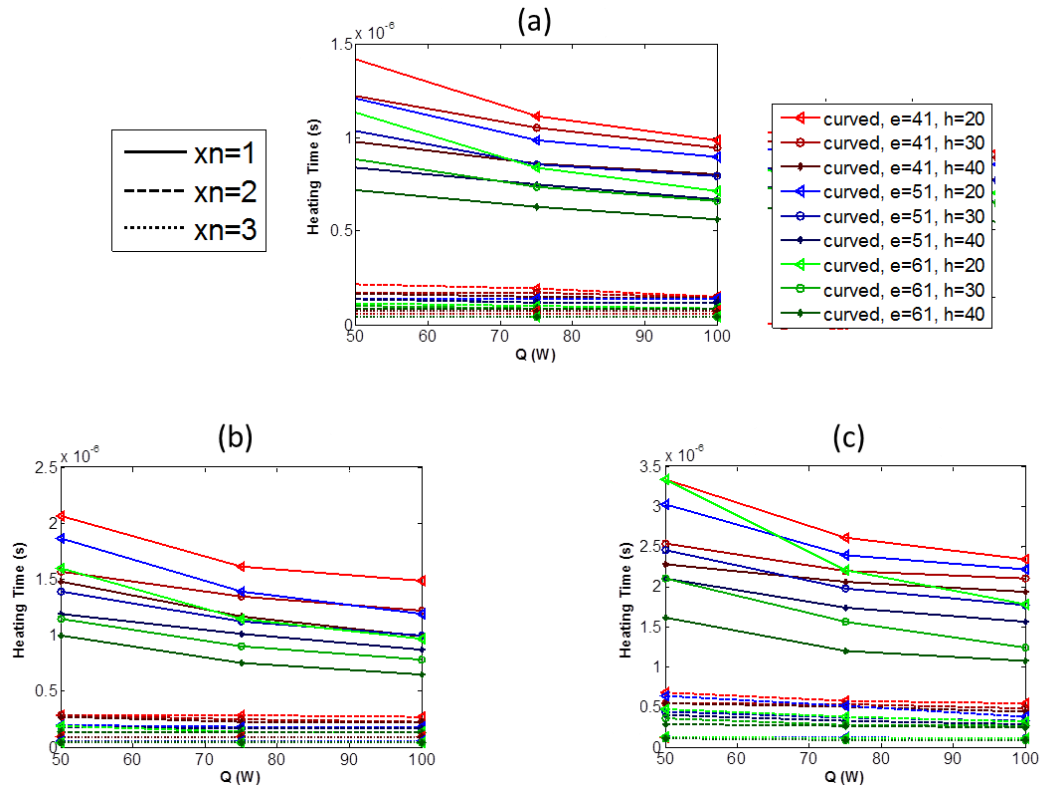 (a)
x 10⁻⁶
1.5
1
0.5
0
50 60 70 80 90 100
Heating Time (s)
Q (W)
xn=1
xn=2
xn=3
curved, e=41, h=20
curved, e=41, h=30
curved, e=41, h=40
curved, e=51, h=20
curved, e=51, h=30
curved, e=51, h=40
curved, e=61, h=20
curved, e=61, h=30
curved, e=61, h=40
(b)
x 10⁻⁶
2.5
2
1.5
1
0.5
0
50 60 70 80 90 100
Heating Time (s)
Q (W)
(c)
x 10⁻⁶
3.5
3
2.5
2
1.5
1
0.5
0
50 60 70 80 90 100
Heating Time (s)
Q (W)